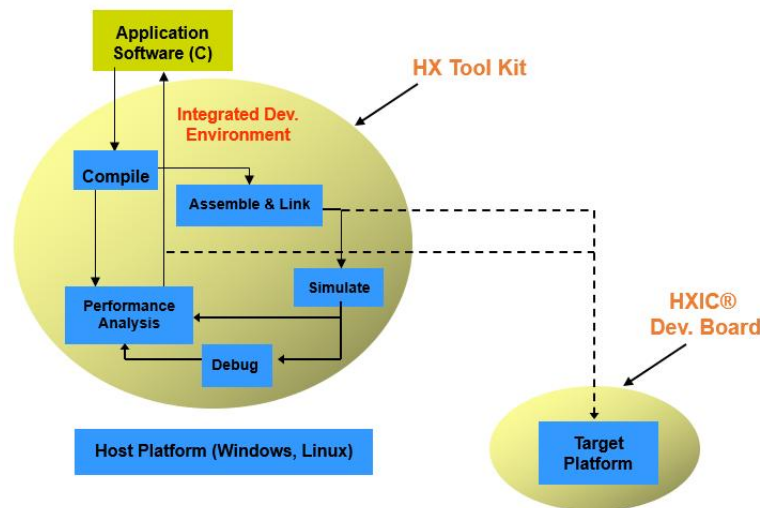 Application
Software (C)
HX Tool Kit
Integrated Dev.
Environment
Compile
Assemble & Link
Simulate
Performance
Analysis
Debug
HXIC®
Dev. Board
Host Platform (Windows, Linux)
Target
Platform